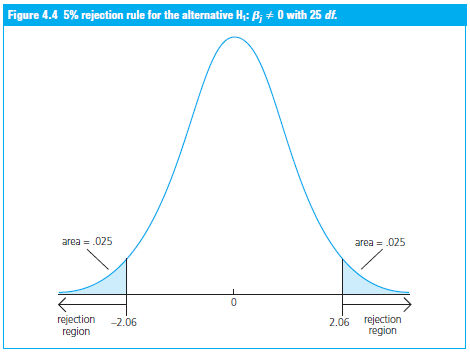 Figure 4.4 5% rejection rule for the alternative H₁: βⱼ ≠ 0 with 25 df.
area = .025
area = .025
0
rejection
region
–2.06
2.06
rejection
region